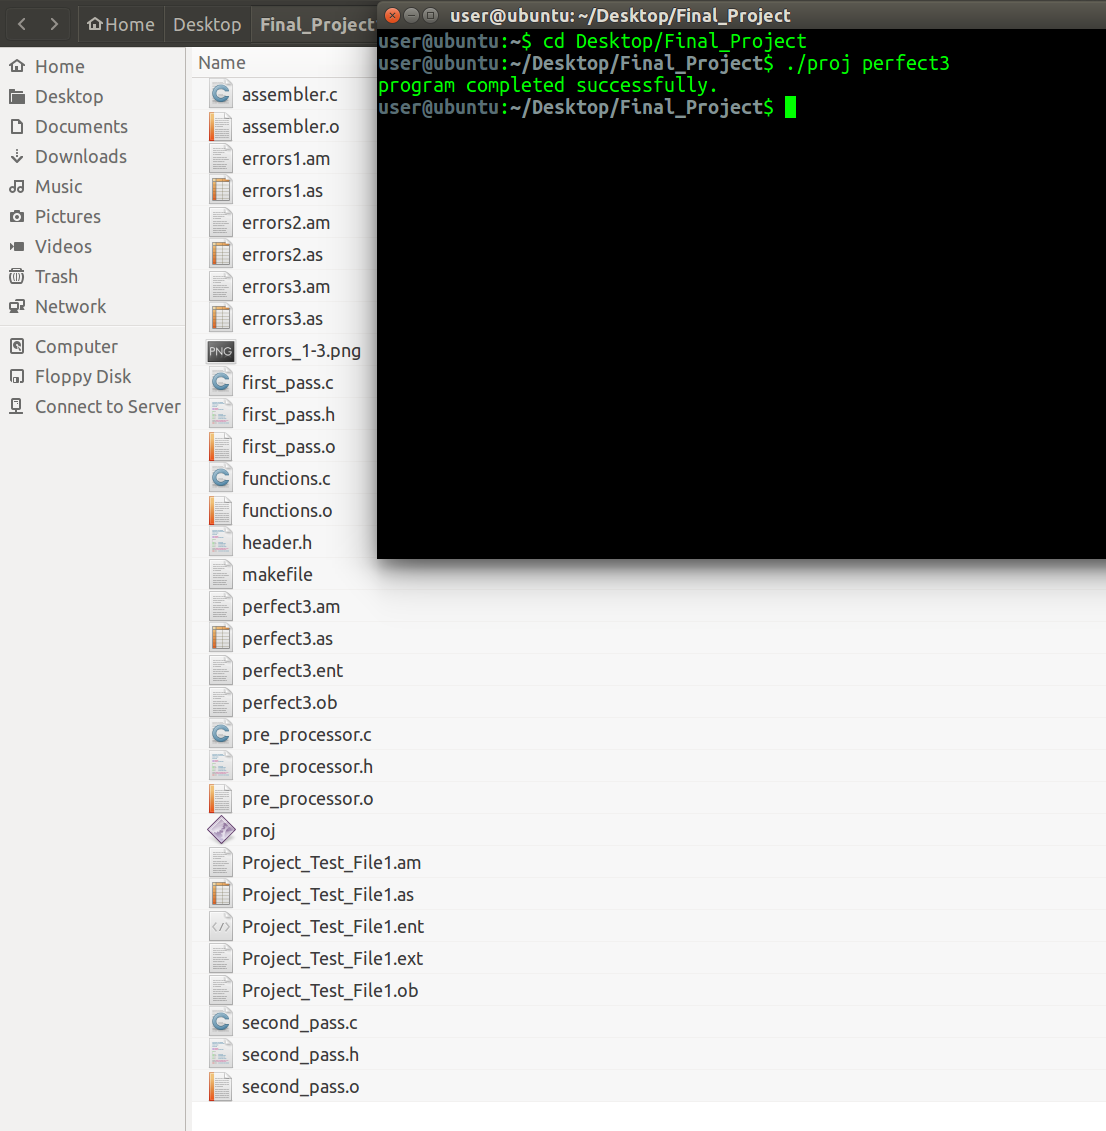 Home
Desktop
Final_Project
user@ubuntu: ~/Desktop/Final_Project
user@ubuntu:~$ cd Desktop/Final_Project
user@ubuntu:~/Desktop/Final_Project$ ./proj perfect3
program completed successfully.
user@ubuntu:~/Desktop/Final_Project$
Home
Desktop
Documents
Downloads
Music
Pictures
Videos
Trash
Network
Computer
Floppy Disk
Connect to Server
Name
assembler.c
assembler.o
errors1.am
errors1.as
errors2.am
errors2.as
errors3.am
errors3.as
PNG
errors_1-3.png
first_pass.c
first_pass.h
first_pass.o
functions.c
functions.o
header.h
makefile
perfect3.am
perfect3.as
perfect3.ent
perfect3.ob
pre_processor.c
pre_processor.h
pre_processor.o
proj
Project_Test_File1.am
Project_Test_File1.as
Project_Test_File1.ent
Project_Test_File1.ext
Project_Test_File1.ob
second_pass.c
second_pass.h
second_pass.o